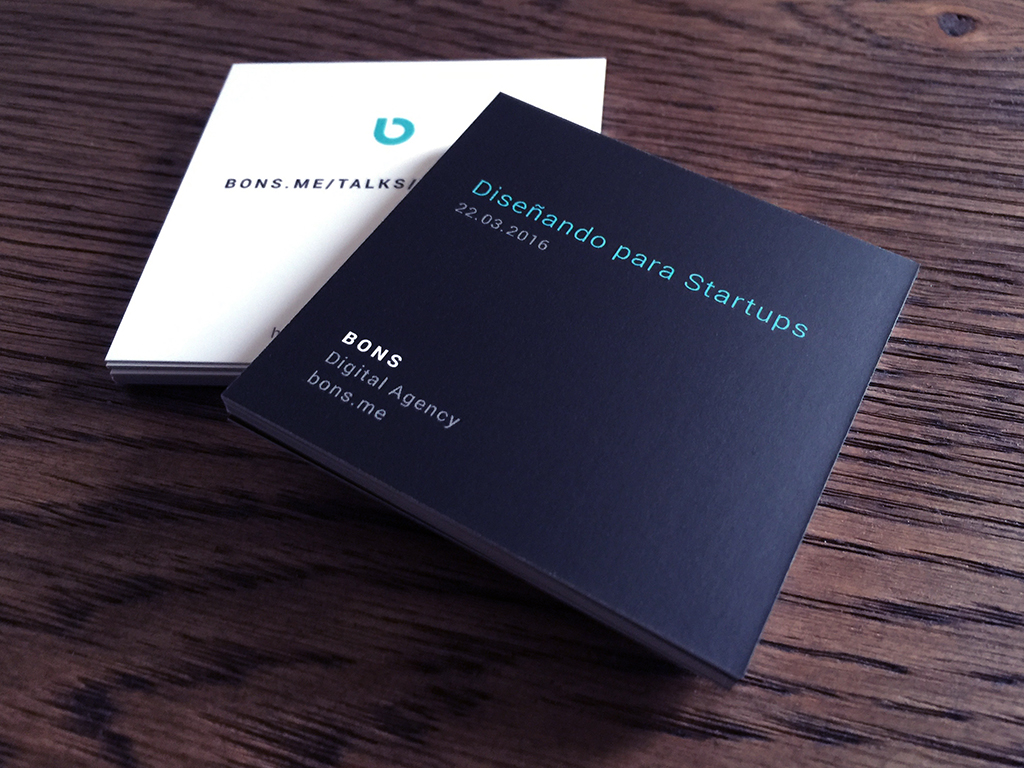 BONS.ME/TALKS/
Diseñando para Startups
22.03.2016
BONS
Digital Agency
bons.me